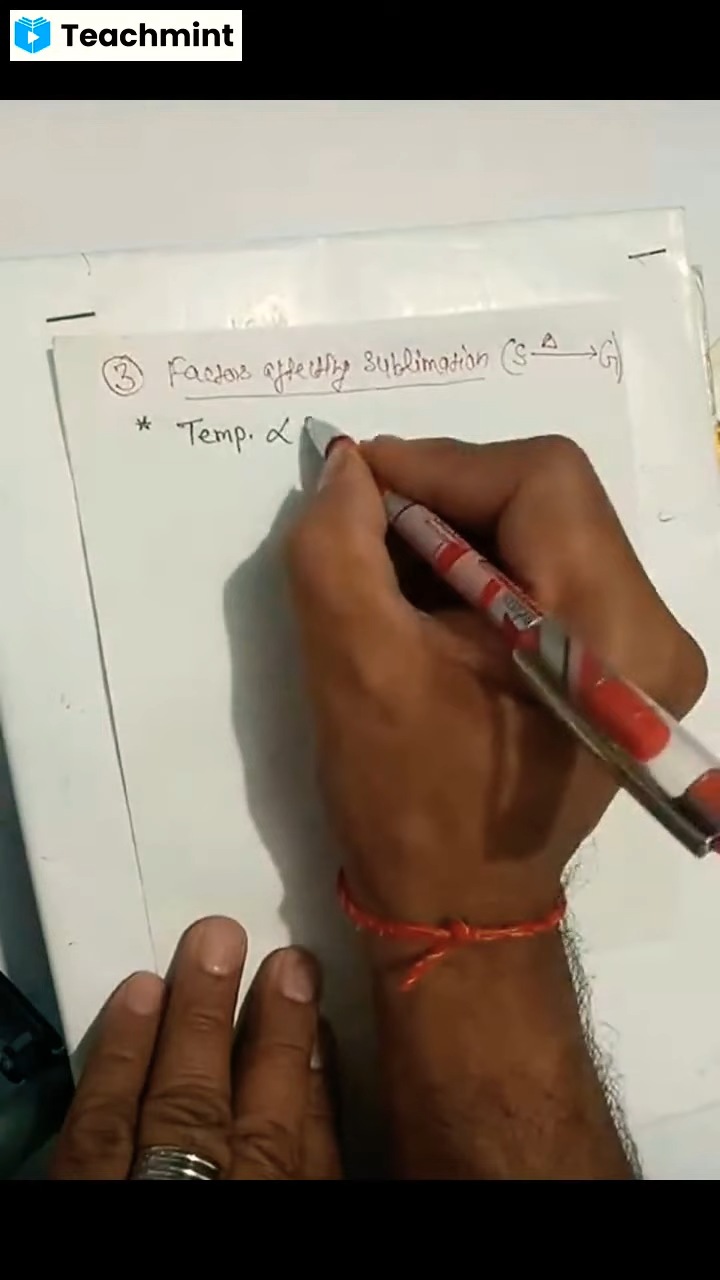 Teachmint
③ Factors affecting Sublimation (S △→ G)
* Temp. ∝